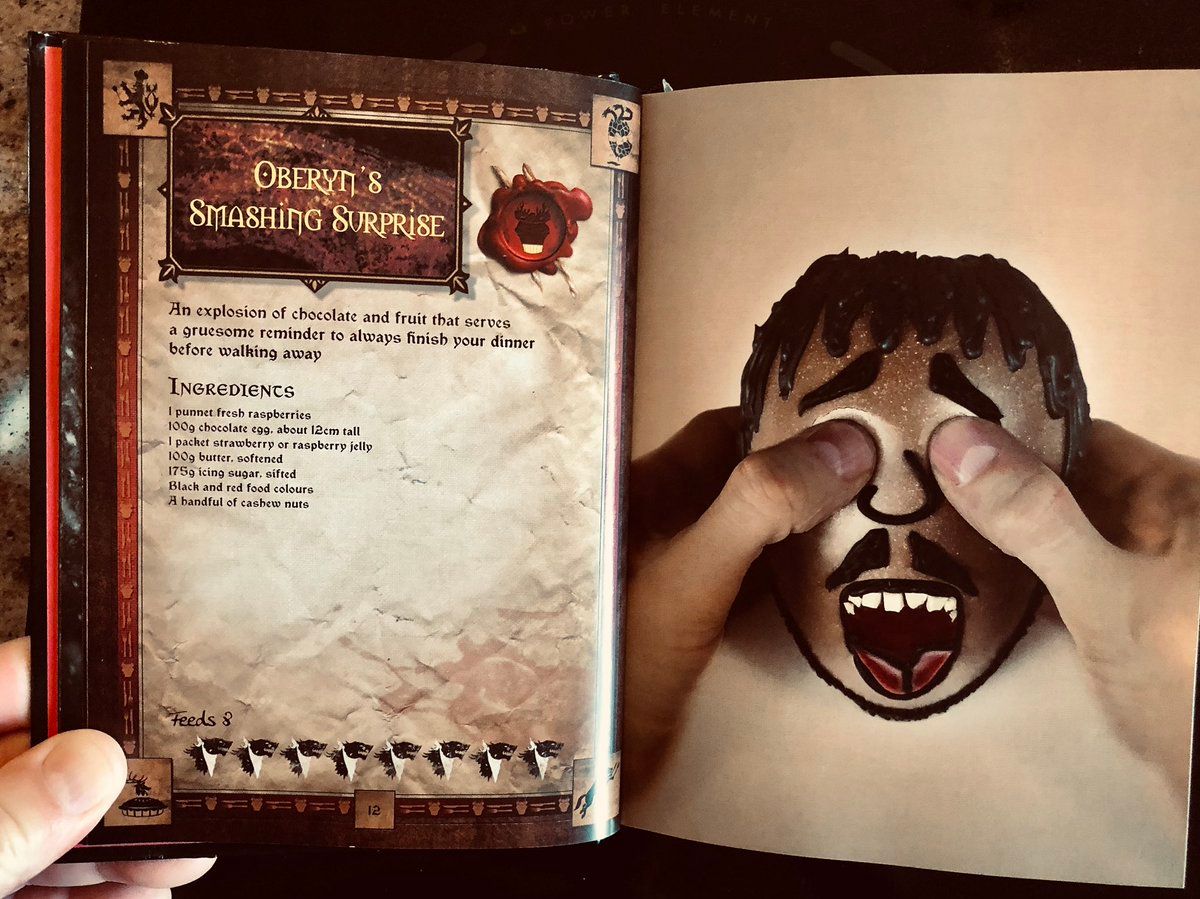 POWER ELEMENT
Oberyn's
Smashing Surprise
An explosion of chocolate and fruit that serves
a gruesome reminder to always finish your dinner
before walking away
Ingredients
1 punnet fresh raspberries
100g chocolate egg, about 12cm tall
1 packet strawberry or raspberry jelly
100g butter, softened
175g icing sugar, sifted
Black and red food colours
A handful of cashew nuts
Feeds 8
12